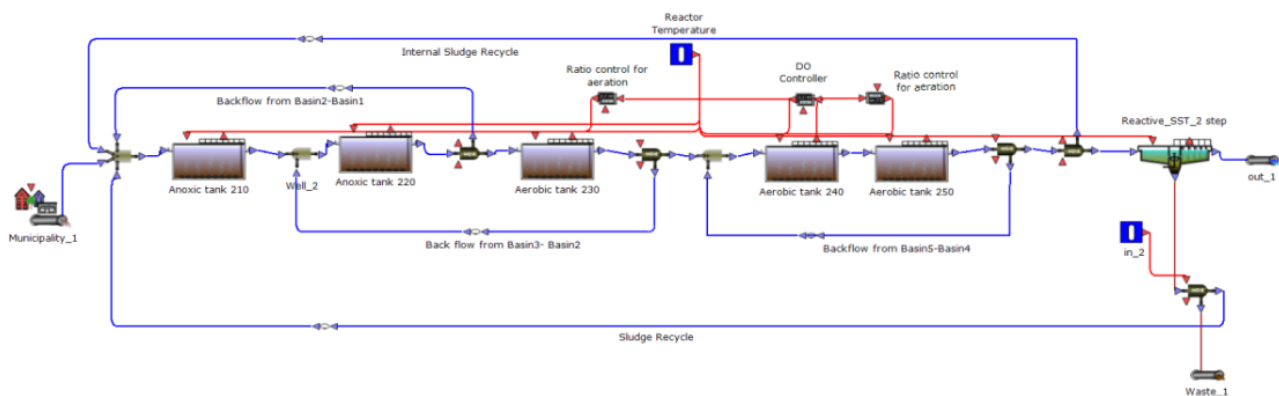 Reactor
Temperature
Internal Sludge Recycle
Ratio control for
aeration
DO
Controller
Ratio control
for aeration
Backflow from Basin2-Basin1
Reactive_SST_2 step
Anoxic tank 210
Well_2
Anoxic tank 220
Aerobic tank 230
Aerobic tank 240
Aerobic tank 250
out_1
Municipality_1
Back flow from Basin3- Basin2
Backflow from Basin5-Basin4
in_2
Sludge Recycle
Waste_1